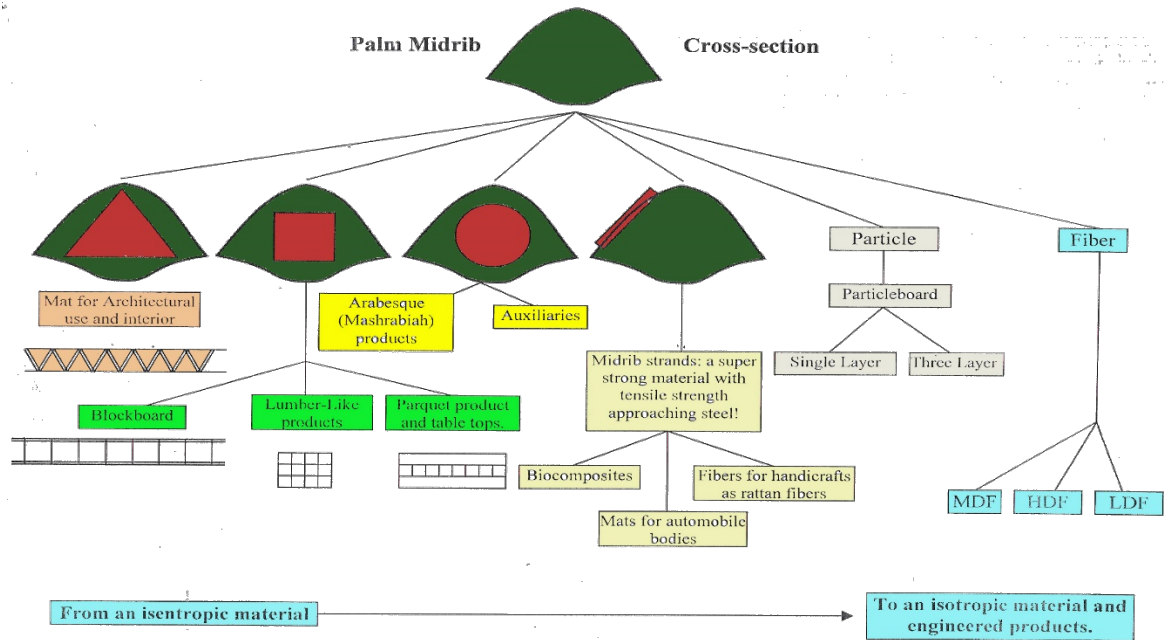 Palm Midrib
Cross-section
Particle
Fiber
Mat for Architectural
use and interior
Arabesque
(Mashrabiah)
products
Auxiliaries
Particleboard
Midrib strands: a super
strong material with
tensile strength
approaching steel!
Single Layer
Three Layer
Blockboard
Lumber-Like
products
Parquet product
and table tops.
Biocomposites
Fibers for handicrafts
as rattan fibers
Mats for automobile
bodies
MDF
HDF
LDF
From an isentropic material
To an isotropic material and
engineered products.